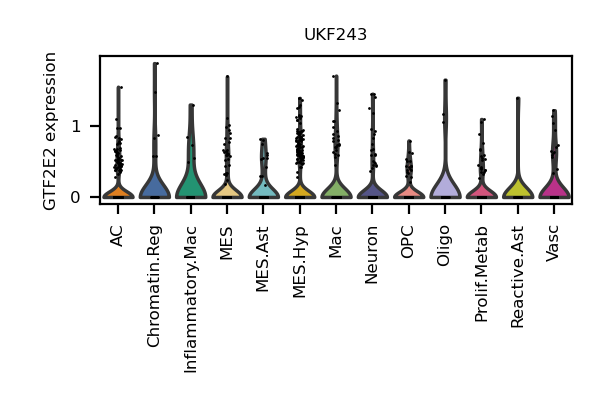 UKF243
GTF2E2 expression
1
0
AC
Chromatin.Reg
Inflammatory.Mac
MES
MES.Ast
MES.Hyp
Mac
Neuron
OPC
Oligo
Prolif.Metab
Reactive.Ast
Vasc